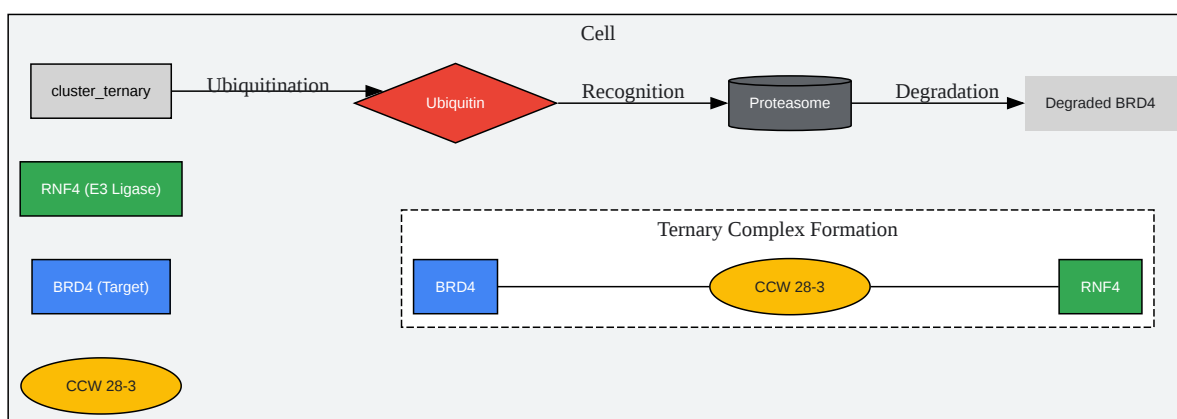 Cell
cluster_ternary
Ubiquitination
Ubiquitin
Recognition
Proteasome
Degradation
Degraded BRD4
RNF4 (E3 Ligase)
Ternary Complex Formation
BRD4 (Target)
BRD4
CCW 28-3
RNF4
CCW 28-3